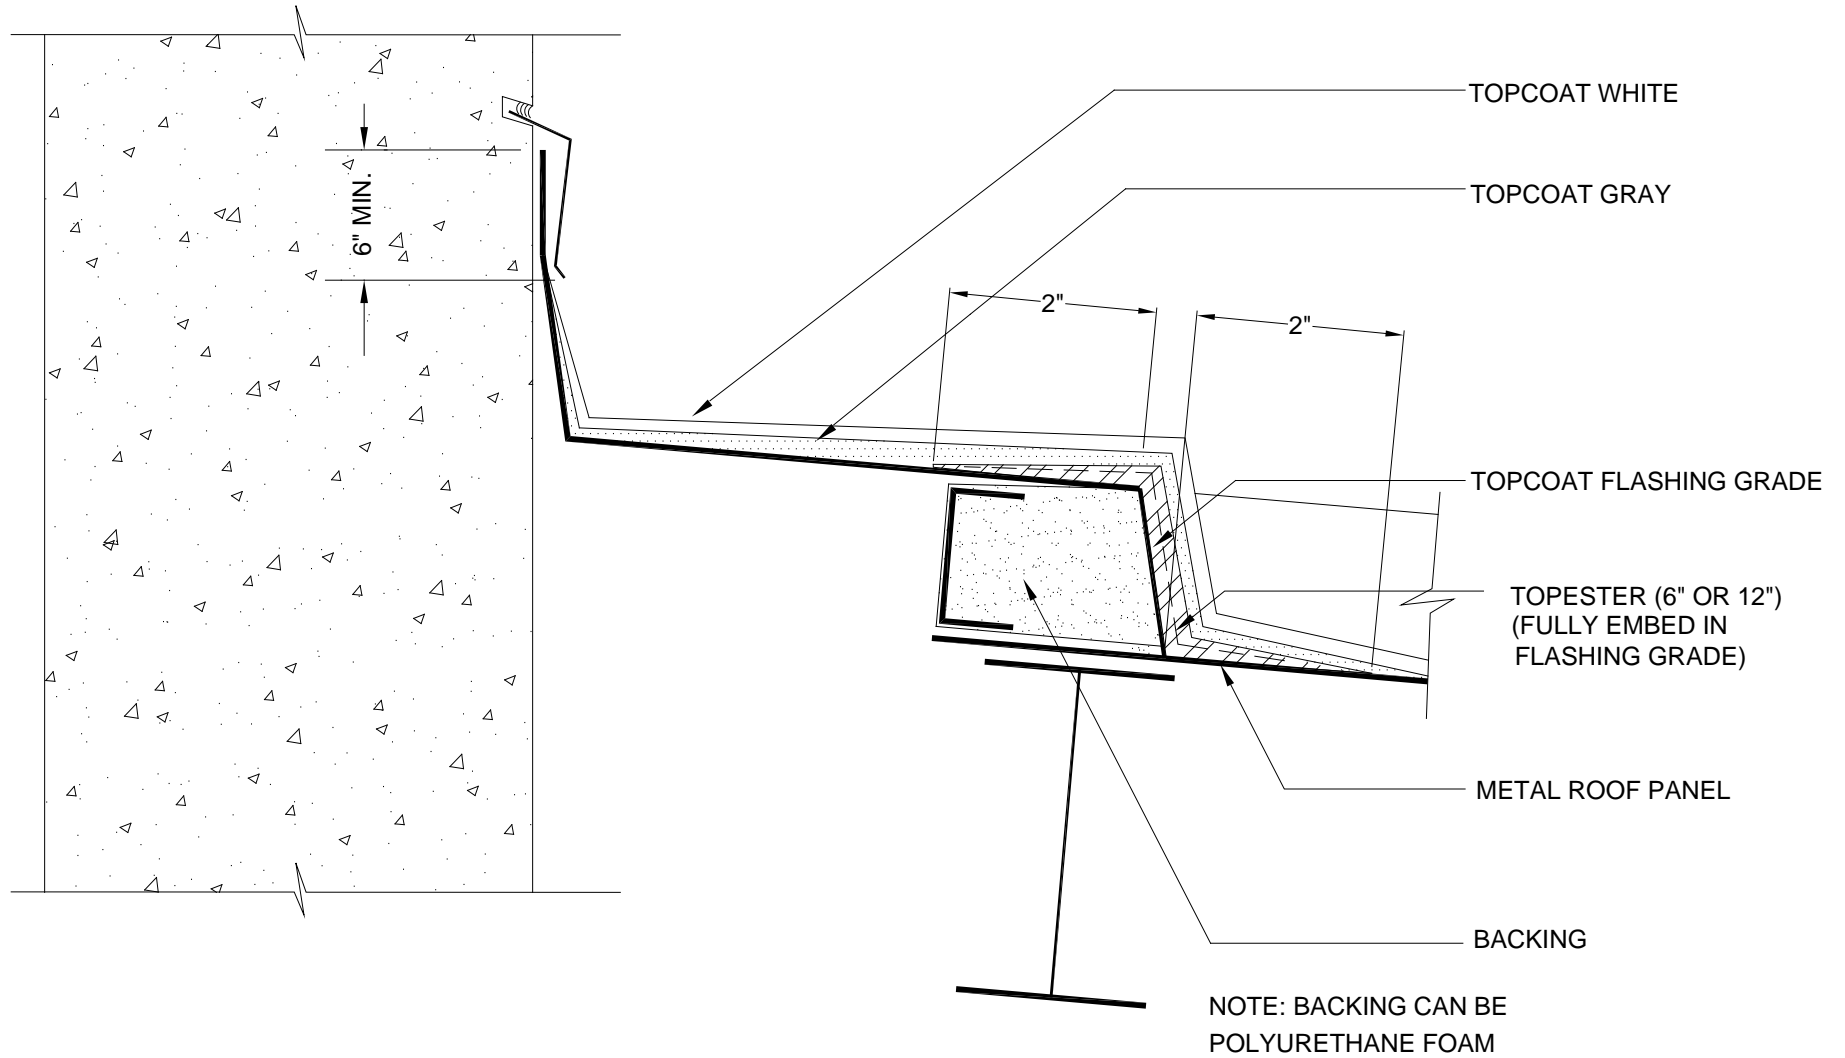 TOPCOAT WHITE
TOPCOAT GRAY
6" MIN.
2"
2"
TOPCOAT FLASHING GRADE
TOPESTER (6" OR 12")
(FULLY EMBED IN
FLASHING GRADE)
METAL ROOF PANEL
BACKING
NOTE: BACKING CAN BE
POLYURETHANE FOAM